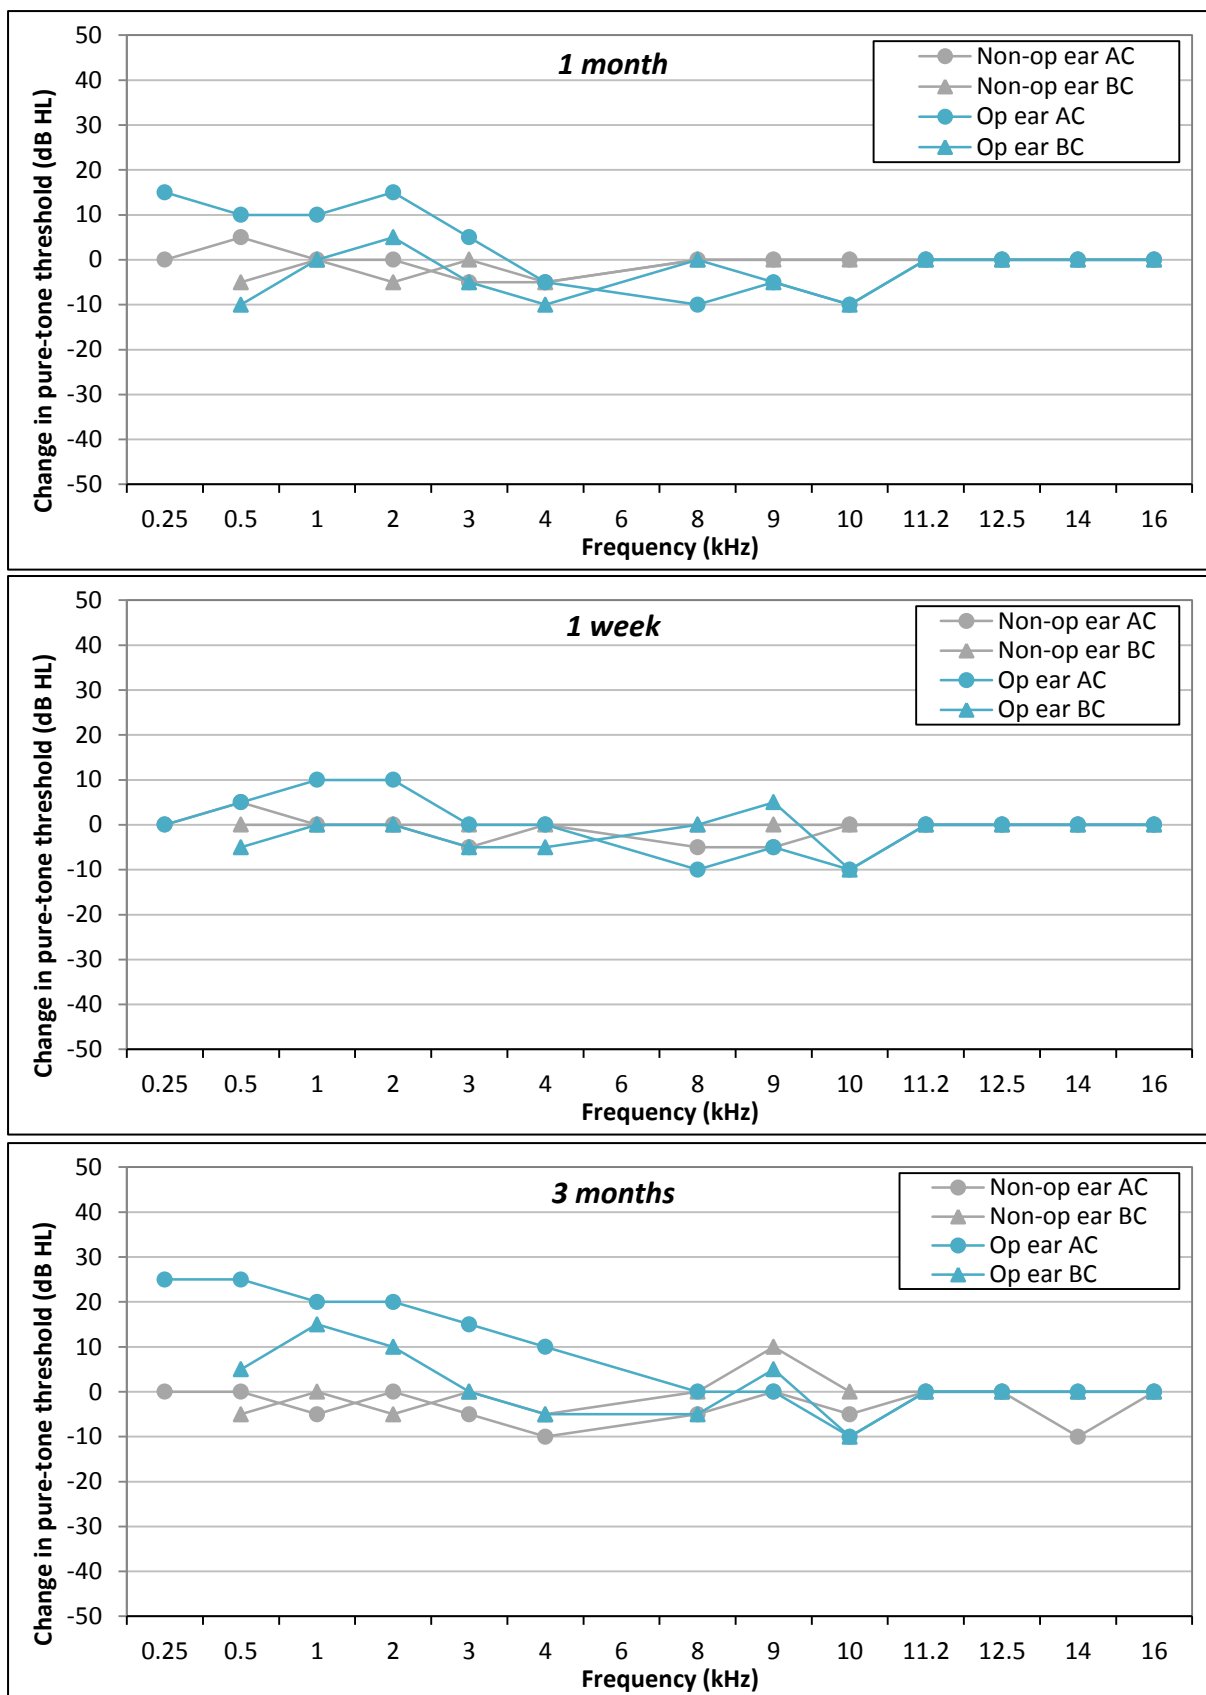 1 month
Non-op ear AC
Non-op ear BC
Op ear AC
Op ear BC
Change in pure-tone threshold (dB HL)
50
40
30
20
10
0
-10
-20
-30
-40
-50
0.25 0.5 1 2 3 4 6 8 9 10 11.2 12.5 14 16
Frequency (kHz)
1 week
Non-op ear AC
Non-op ear BC
Op ear AC
Op ear BC
Change in pure-tone threshold (dB HL)
50
40
30
20
10
0
-10
-20
-30
-40
-50
0.25 0.5 1 2 3 4 6 8 9 10 11.2 12.5 14 16
Frequency (kHz)
3 months
Non-op ear AC
Non-op ear BC
Op ear AC
Op ear BC
Change in pure-tone threshold (dB HL)
50
40
30
20
10
0
-10
-20
-30
-40
-50
0.25 0.5 1 2 3 4 6 8 9 10 11.2 12.5 14 16
Frequency (kHz)